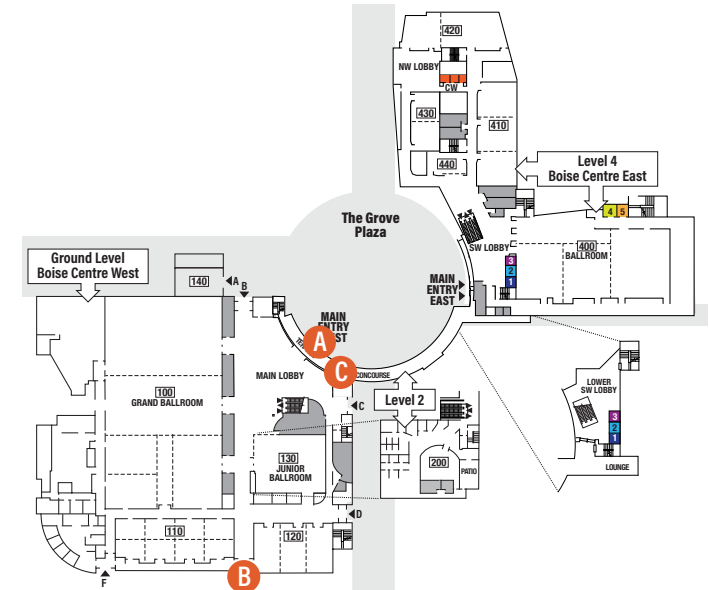 420
NW LOBBY
CW
430
410
440
Level 4
Boise Centre East
4 5
The Grove
Plaza
SW LOBBY
400
BALLROOM
Ground Level
Boise Centre West
140
A
B
3
2
1
MAIN
ENTRY
EAST
MAIN
A
C
CONCOURSE
MAIN LOBBY
100
GRAND BALLROOM
Level 2
C
LOWER
SW LOBBY
3
2
1
LOUNGE
130
JUNIOR
BALLROOM
200
PATIO
D
110
120
B
F